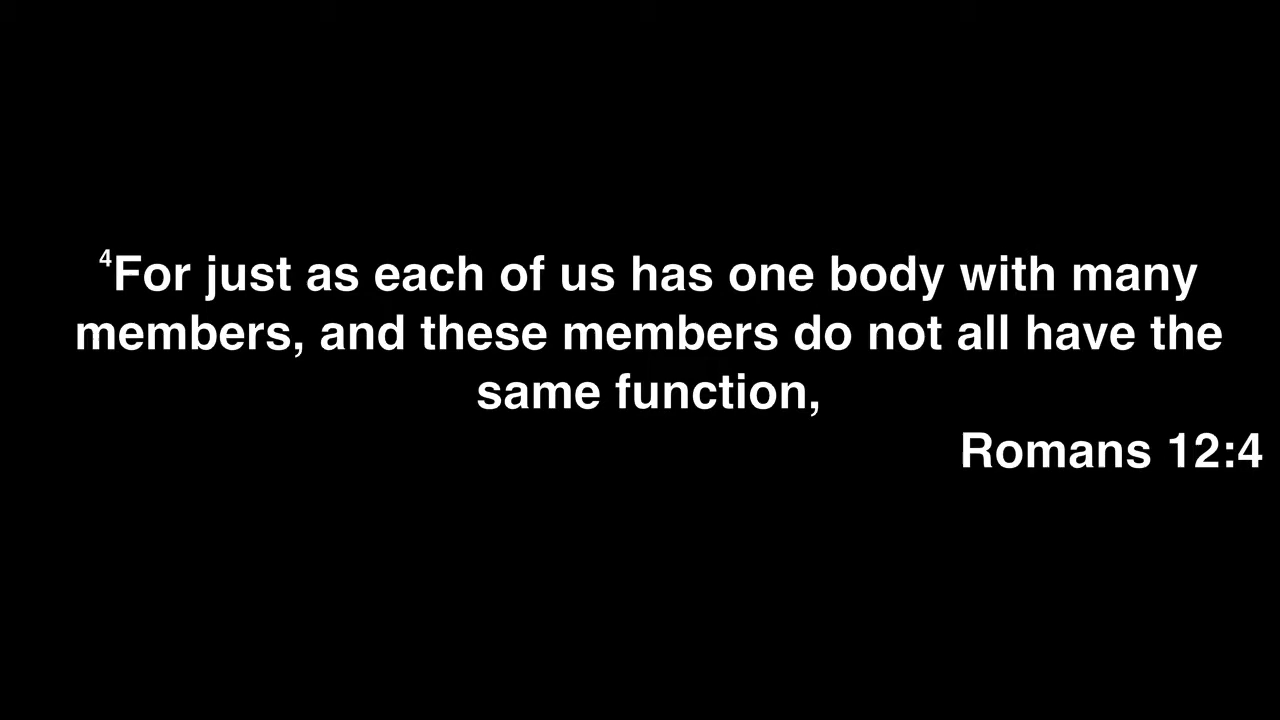 ⁴For just as each of us has one body with many
members, and these members do not all have the
same function,
Romans 12:4